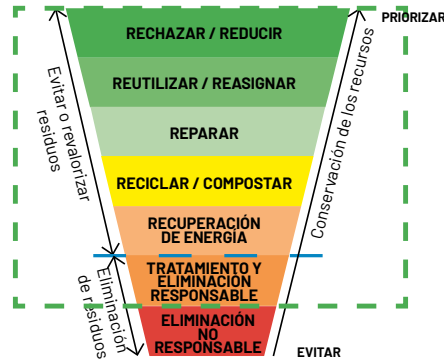 PRIORIZAR
RECHAZAR / REDUCIR
REUTILIZAR / REASIGNAR
REPARAR
RECICLAR / COMPOSTAR
RECUPERACIÓN
DE ENERGÍA
TRATAMIENTO Y
ELIMINACIÓN
RESPONSABLE
ELIMINACIÓN
NO
RESPONSABLE
EVITAR
Evitar o revalorizar
residuos
Eliminación
de residuos
Conservación de los recursos